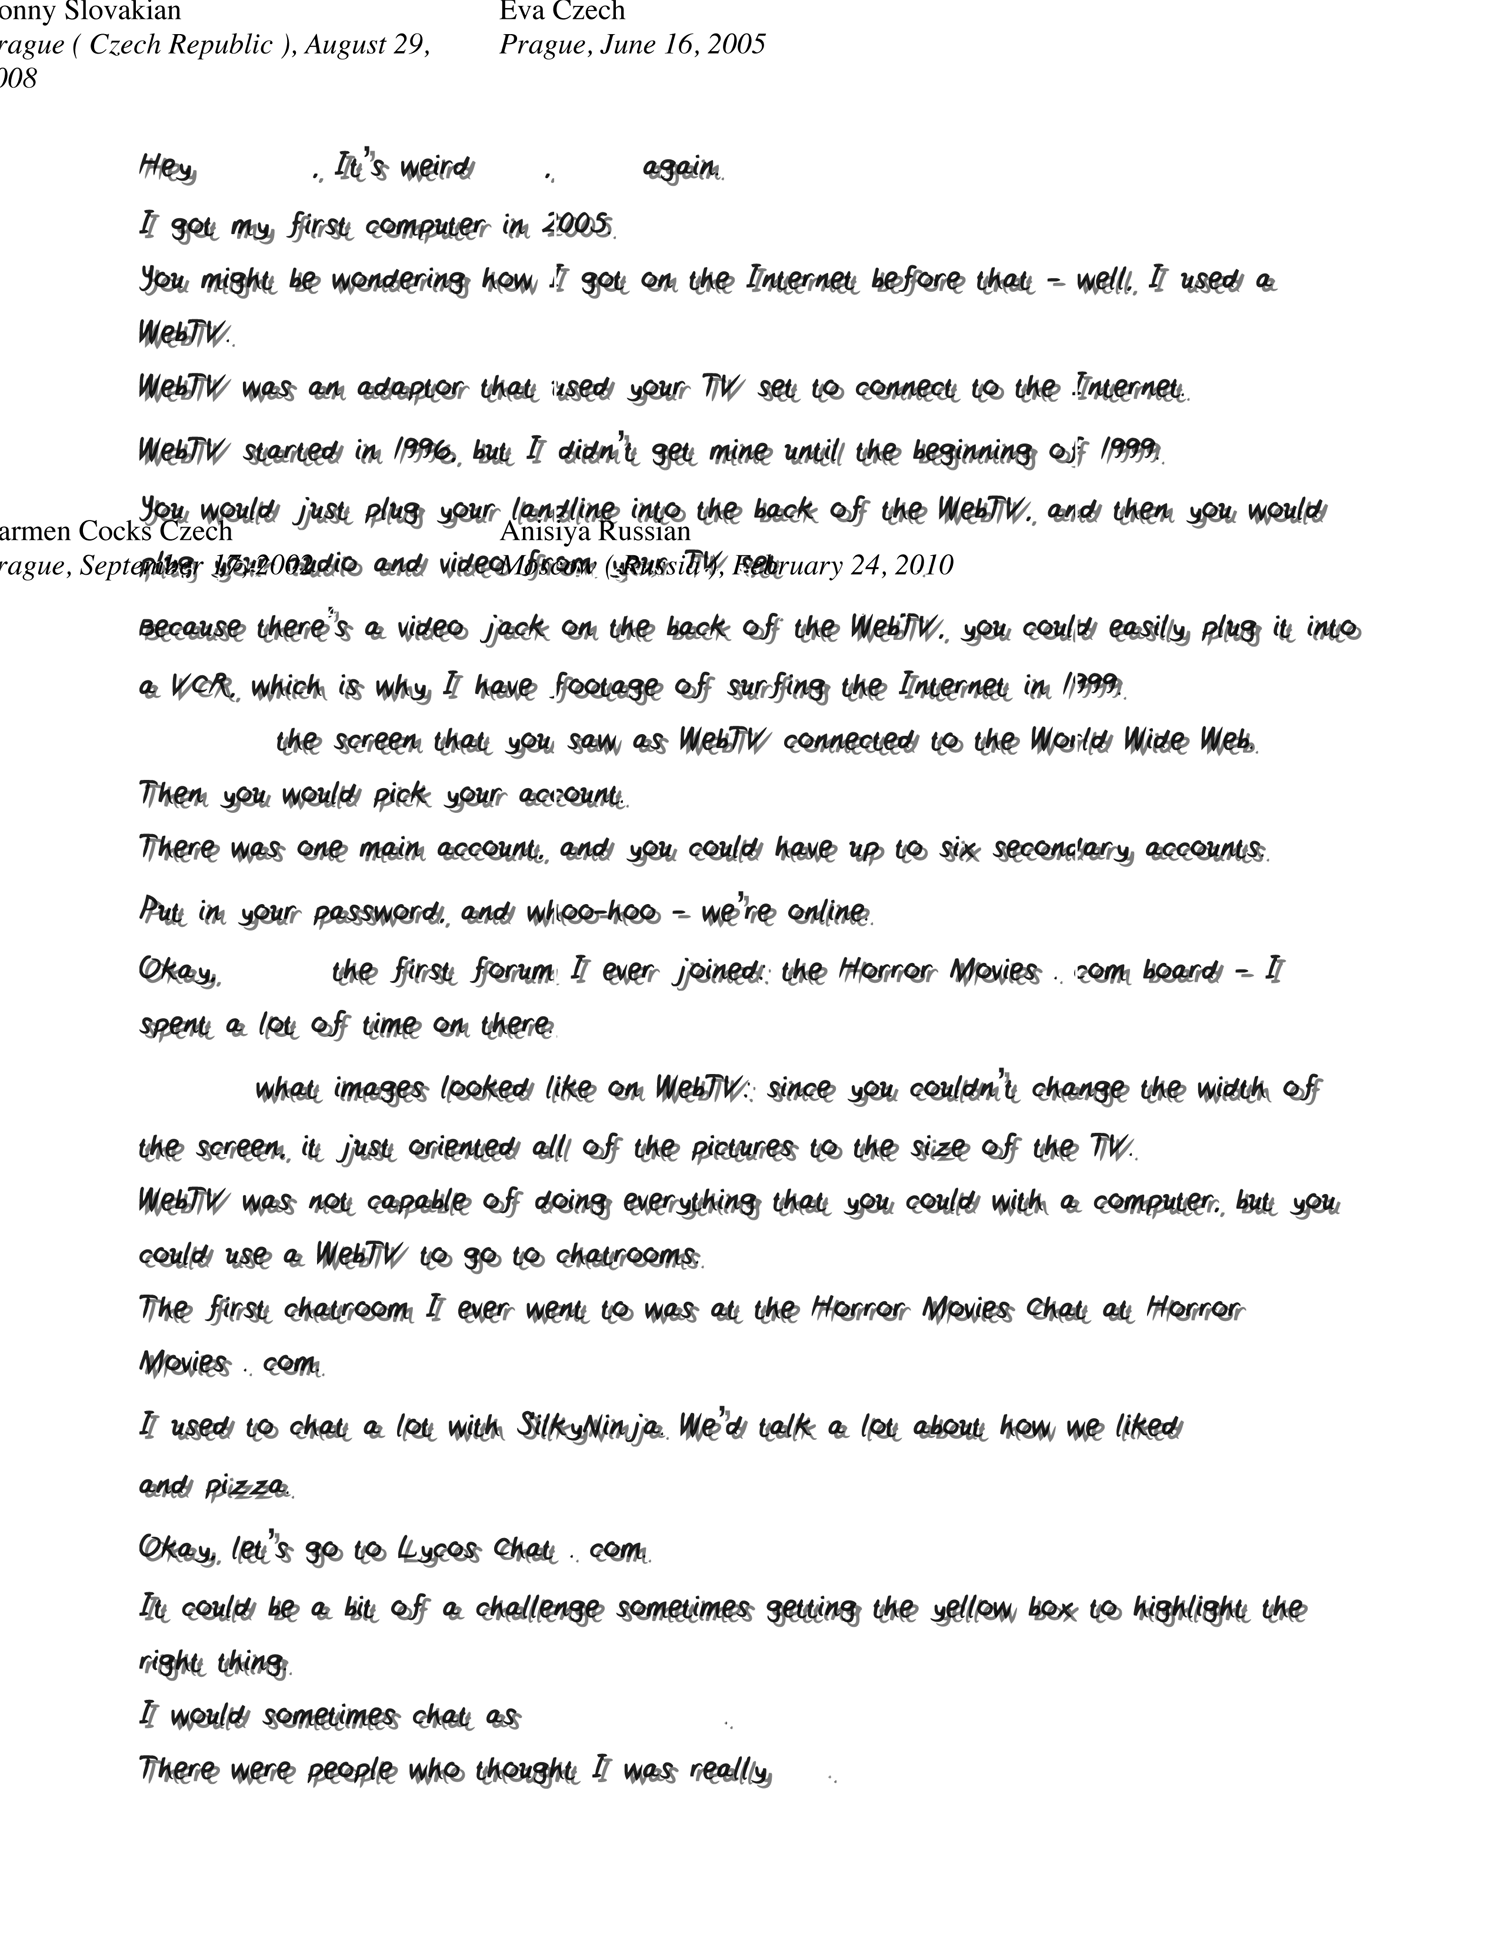 onny Slovakian
rague ( Czech Republic ), August 29,
008
Eva Czech
Prague, June 16, 2005
Hey . It's weird . again.
I got my first computer in 2005.
You might be wondering how I got on the Internet before that – well, I used a
WebTV.
WebTV was an adaptor that used your TV set to connect to the Internet.
WebTV started in 1996, but I didn't get mine until the beginning of 1999.
You would just plug your landline into the back of the WebTV, and then you would
armen Cocks Czech
Anisiya Russian
plug your audio and video from your TV set
rague, September 17, 2002
Moscow ( Russia ), February 24, 2010
Because there's a video jack on the back off the WebTV, you could easily plug it into
a VCR, which is why I have footage of surfing the Internet in 1999.
the screen that you saw as WebTV connected to the World Wide Web.
Then you would pick your account.
There was one main account, and you could have up to six secondary accounts.
Put in your password, and whoo-hoo – we're online.
Okay, the first forum I ever joined: the Horror Movies . com board – I
spent a lot of time on there.
what images looked like on WebTV: since you couldn't change the width of
the screen, it just oriented all of the pictures to the size of the TV.
WebTV was not capable of doing everything that you could with a computer, but you
could use a WebTV to go to chatrooms.
The first chatroom I ever went to was at the Horror Movies Chat at Horror
Movies . com.
I used to chat a lot with SilkyNinja. We'd talk a lot about how we liked
and pizza.
Okay, let's go to Lycos Chat . com.
It could be a bit of a challenge sometimes getting the yellow box to highlight the
right thing.
I would sometimes chat as .
There were people who thought I was really .